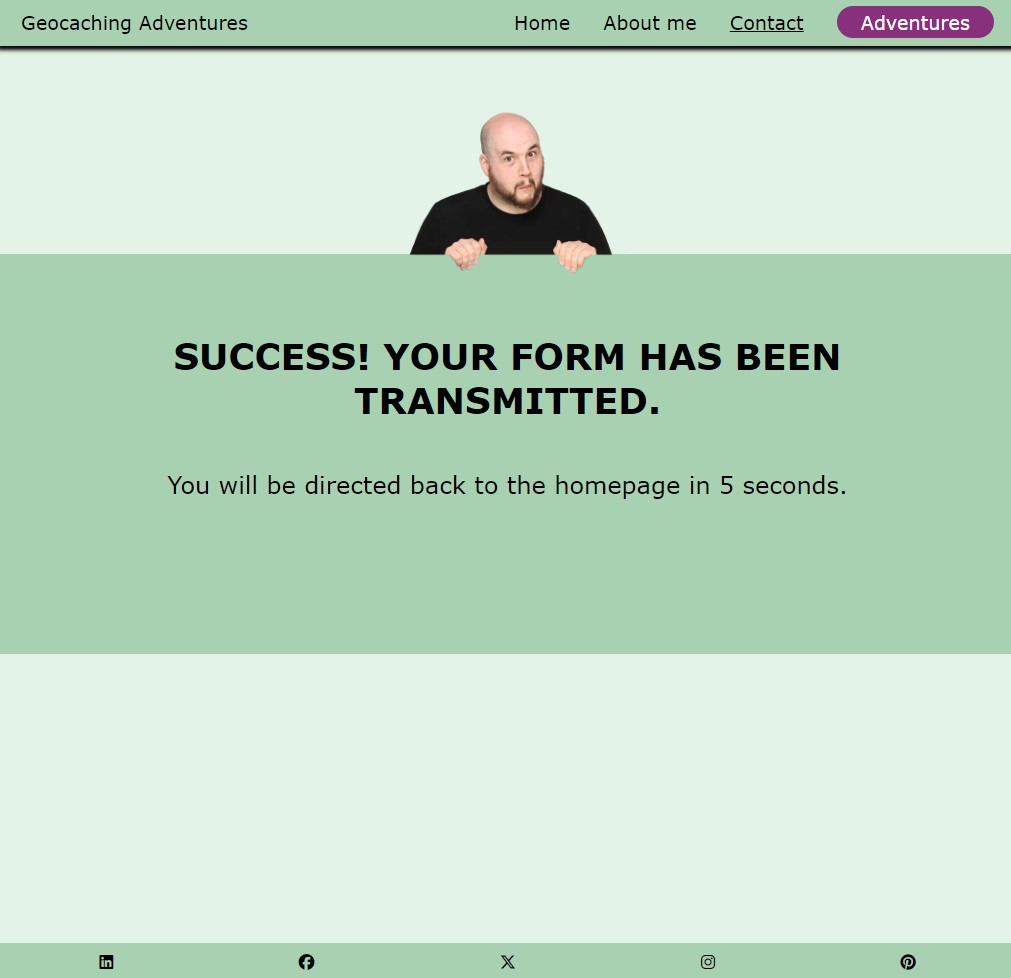 Geocaching Adventures
Home About me Contact Adventures
SUCCESS! YOUR FORM HAS BEEN
TRANSMITTED.
You will be directed back to the homepage in 5 seconds.